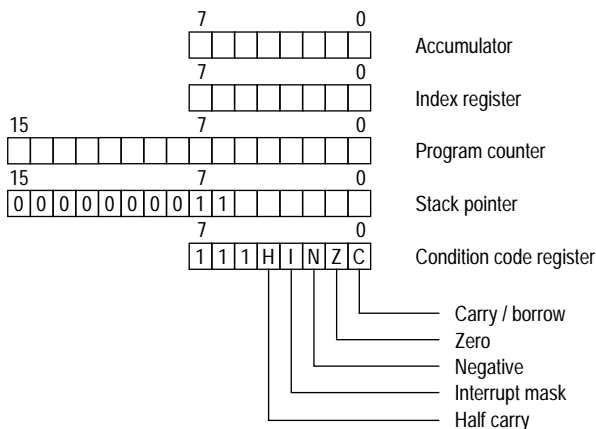 7 0
Accumulator
7 0
Index register
15 7 0
Program counter
15 7 0
0 0 0 0 0 0 0 0 1 1 Stack pointer
7 0
1 1 1 H I N Z C Condition code register
Carry / borrow
Zero
Negative
Interrupt mask
Half carry